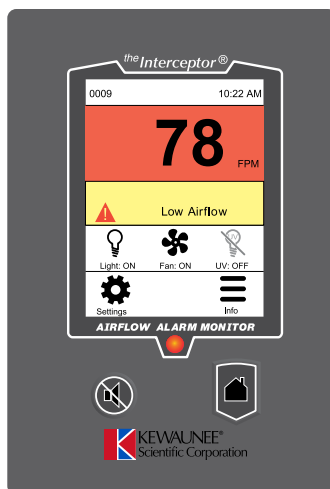 the Interceptor®
0009 10:22 AM
78 FPM
Low Airflow
Light: ON Fan: ON UV: OFF
Settings Info
AIRFLOW ALARM MONITOR
KEWAUNEE®
Scientific Corporation